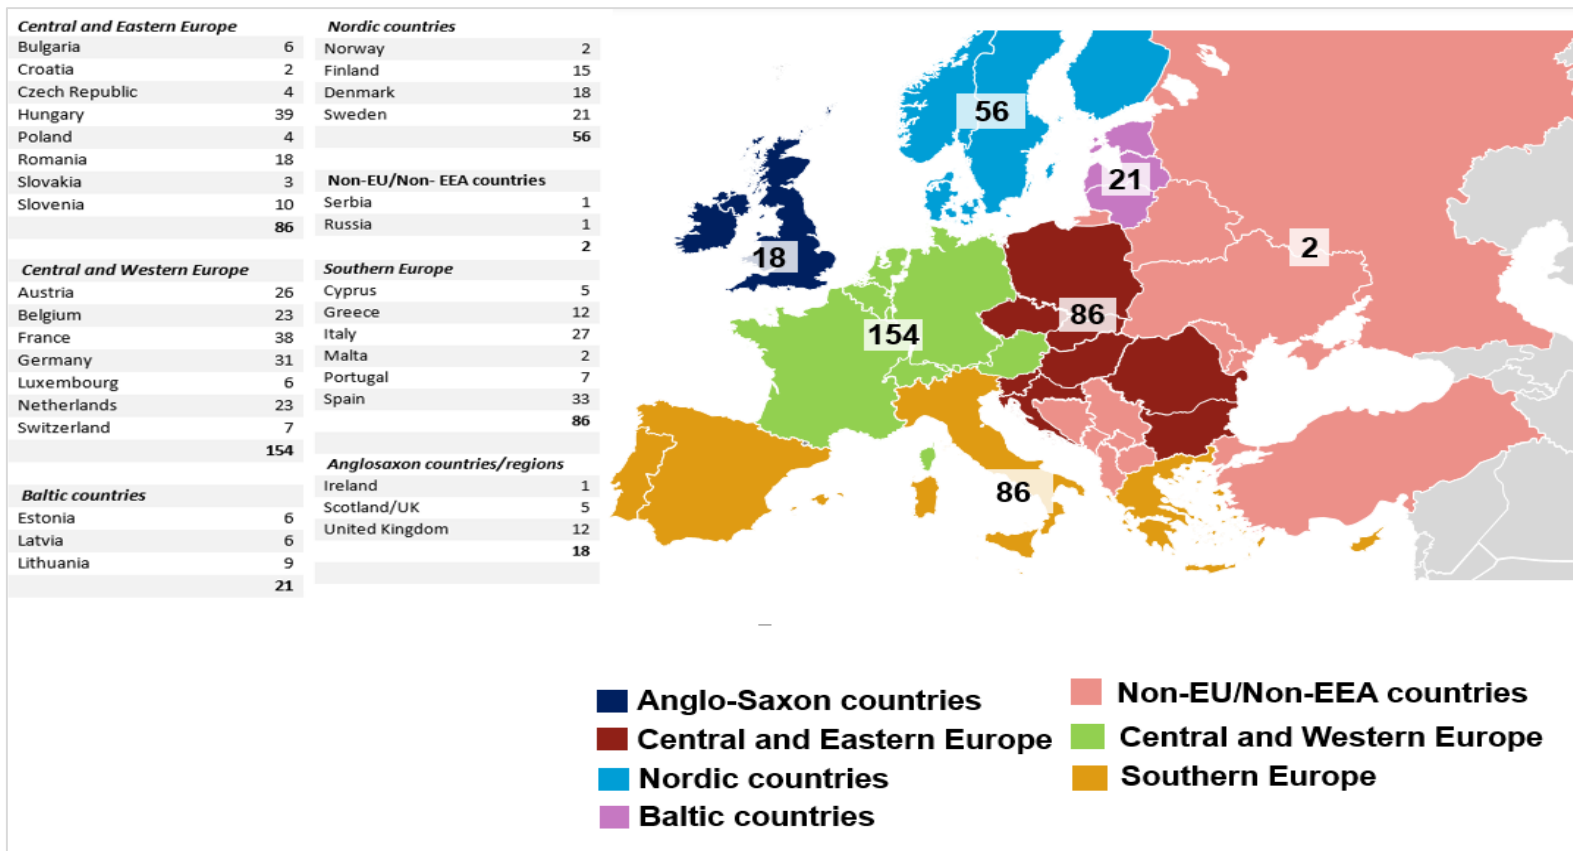 Central and Eastern Europe
Bulgaria 6
Croatia 2
Czech Republic 4
Hungary 39
Poland 4
Romania 18
Slovakia 3
Slovenia 10
86
Central and Western Europe
Austria 26
Belgium 23
France 38
Germany 31
Luxembourg 6
Netherlands 23
Switzerland 7
154
Baltic countries
Estonia 6
Latvia 6
Lithuania 9
21
Nordic countries
Norway 2
Finland 15
Denmark 18
Sweden 21
56
Non-EU/Non- EEA countries
Serbia 1
Russia 1
2
Southern Europe
Cyprus 5
Greece 12
Italy 27
Malta 2
Portugal 7
Spain 33
86
Anglosaxon countries/regions
Ireland 1
Scotland/UK 5
United Kingdom 12
18
56
21
18
2
86
154
86
Anglo-Saxon countries
Central and Eastern Europe
Nordic countries
Baltic countries
Non-EU/Non-EEA countries
Central and Western Europe
Southern Europe